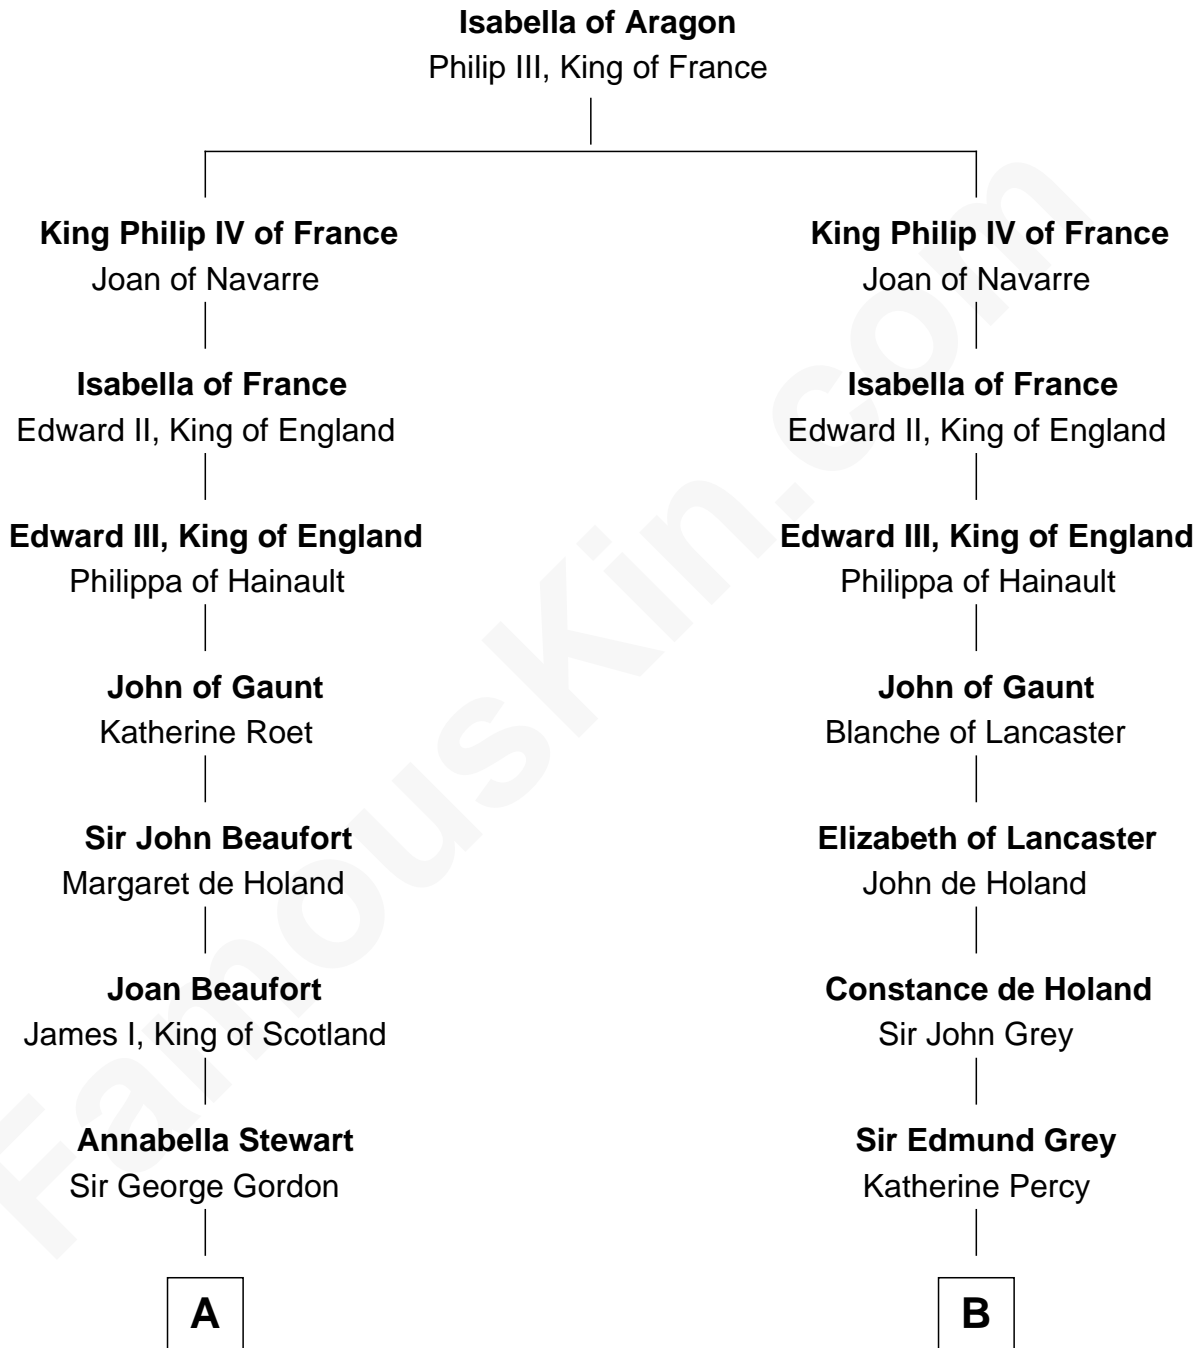 Isabella of Aragon
Philip III, King of France
King Philip IV of France
Joan of Navarre
King Philip IV of France
Joan of Navarre
Isabella of France
Edward II, King of England
Isabella of France
Edward II, King of England
Edward III, King of England
Philippa of Hainault
Edward III, King of England
Philippa of Hainault
John of Gaunt
Katherine Roet
John of Gaunt
Blanche of Lancaster
Sir John Beaufort
Margaret de Holand
Elizabeth of Lancaster
John de Holand
Joan Beaufort
James I, King of Scotland
Constance de Holand
Sir John Grey
Annabella Stewart
Sir George Gordon
Sir Edmund Grey
Katherine Percy
A
B
FamousKin.com